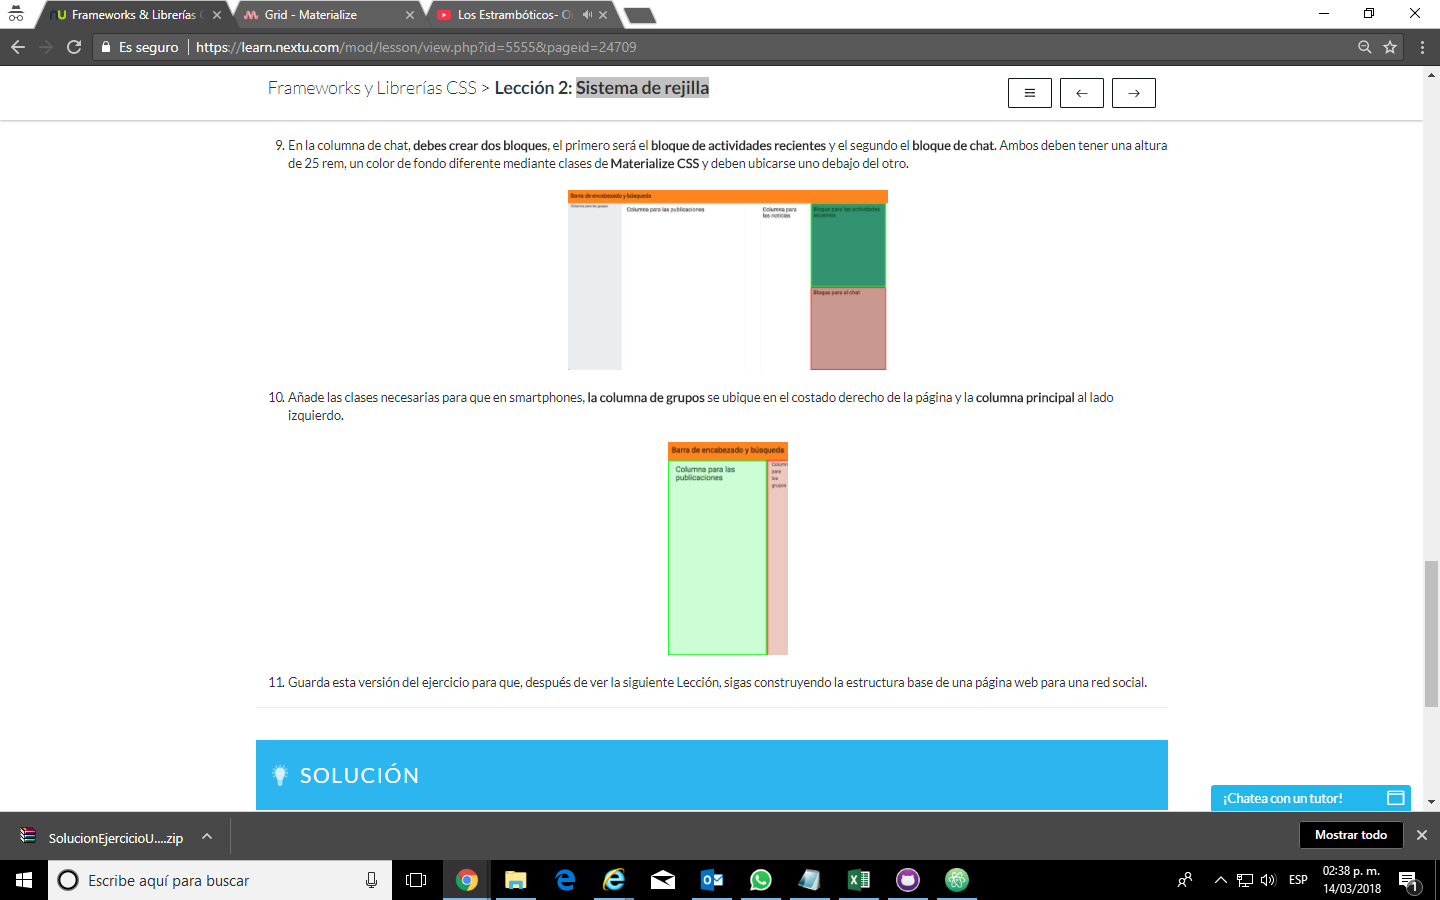 Frameworks & Librerías C
Grid - Materialize
Los Estrambóticos- O
Es seguro
https://learn.nextu.com/mod/lesson/view.php?id=5555&pageid=24709
Frameworks y Librerías CSS > Lección 2: Sistema de rejilla
9. En la columna de chat, debes crear dos bloques, el primero será el bloque de actividades recientes y el segundo el bloque de chat. Ambos deben tener una altura
de 25 rem, un color de fondo diferente mediante clases de Materialize CSS y deben ubicarse uno debajo del otro.
Barra de encabezado y búsqueda
Columna para los grupos
Columna para las publicaciones
Columna para
las noticias
Bloque para las actividades
recientes
Bloque para el chat
10. Añade las clases necesarias para que en smartphones, la columna de grupos se ubique en el costado derecho de la página y la columna principal al lado
izquierdo.
Barra de encabezado y búsqueda
Columna para las
publicaciones
Column
para
los
grupos
11. Guarda esta versión del ejercicio para que, después de ver la siguiente Lección, sigas construyendo la estructura base de una página web para una red social.
SOLUCIÓN
¡Chatea con un tutor!
SolucionEjercicioU....zip
Mostrar todo
Escribe aquí para buscar
ESP
02:38 p. m.
14/03/2018
1